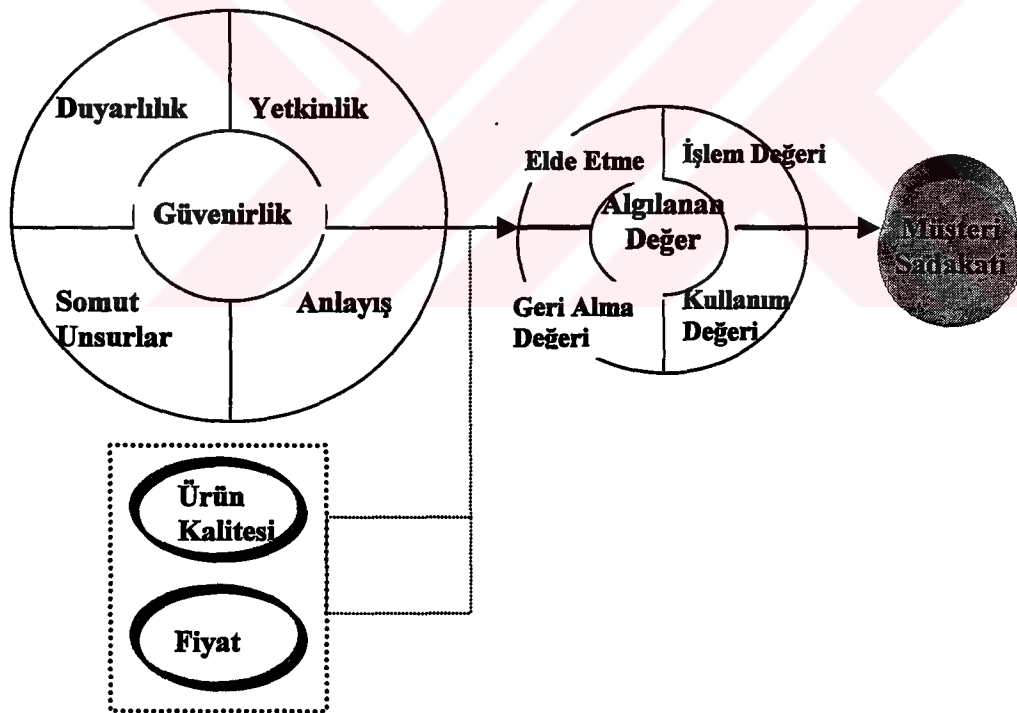 Duyarlılık
Yetkinlik
Güvenirlik
Somut
Unsurlar
Anlayış
Elde Etme
İşlem Değeri
Algılanan
Değer
Geri Alma
Değeri
Kullanım
Değeri
Müşteri
Sadakati
Ürün
Kalitesi
Fiyat